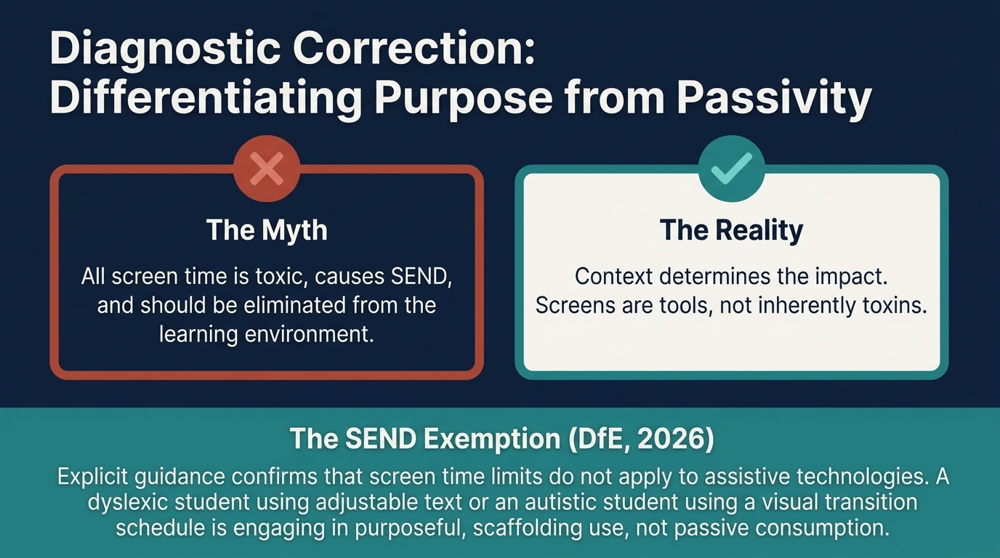 Diagnostic Correction:
Differentiating Purpose from Passivity
The Myth
All screen time is toxic, causes SEND,
and should be eliminated from the
learning environment.
The Reality
Context determines the impact.
Screens are tools, not inherently toxins.
The SEND Exemption (DfE, 2026)
Explicit guidance confirms that screen time limits do not apply to assistive technologies. A
dyslexic student using adjustable text or an autistic student using a visual transition
schedule is engaging in purposeful, scaffolding use, not passive consumption.